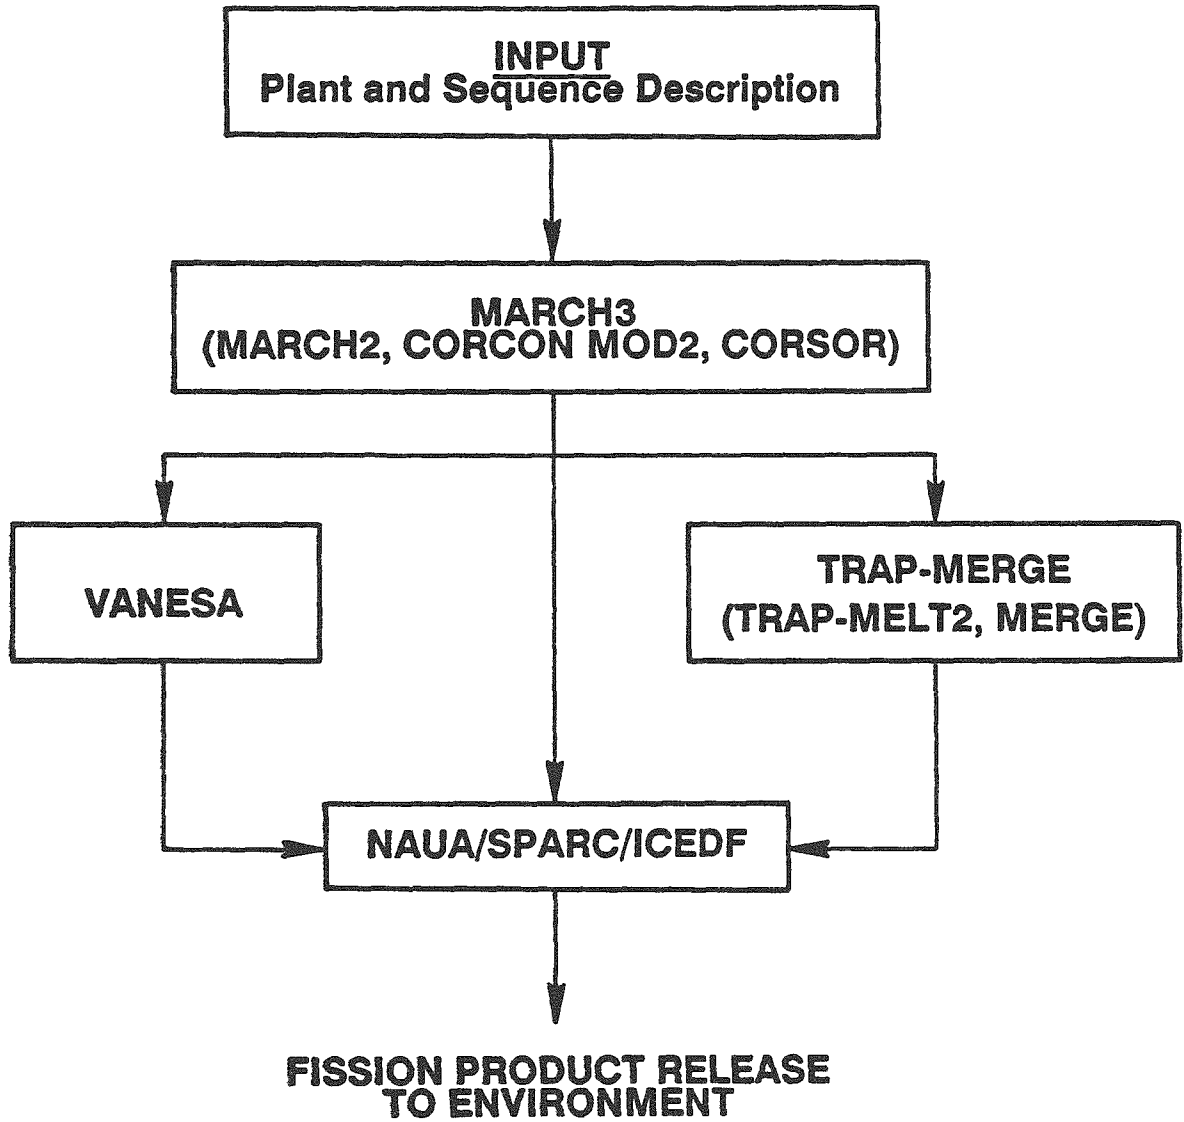 INPUT
Plant and Sequence Description
MARCH3
(MARCH2, CORCON MOD2, CORSOR)
VANESA
TRAP-MERGE
(TRAP-MELT2, MERGE)
NAUA/SPARC/ICEDF
FISSION PRODUCT RELEASE
TO ENVIRONMENT